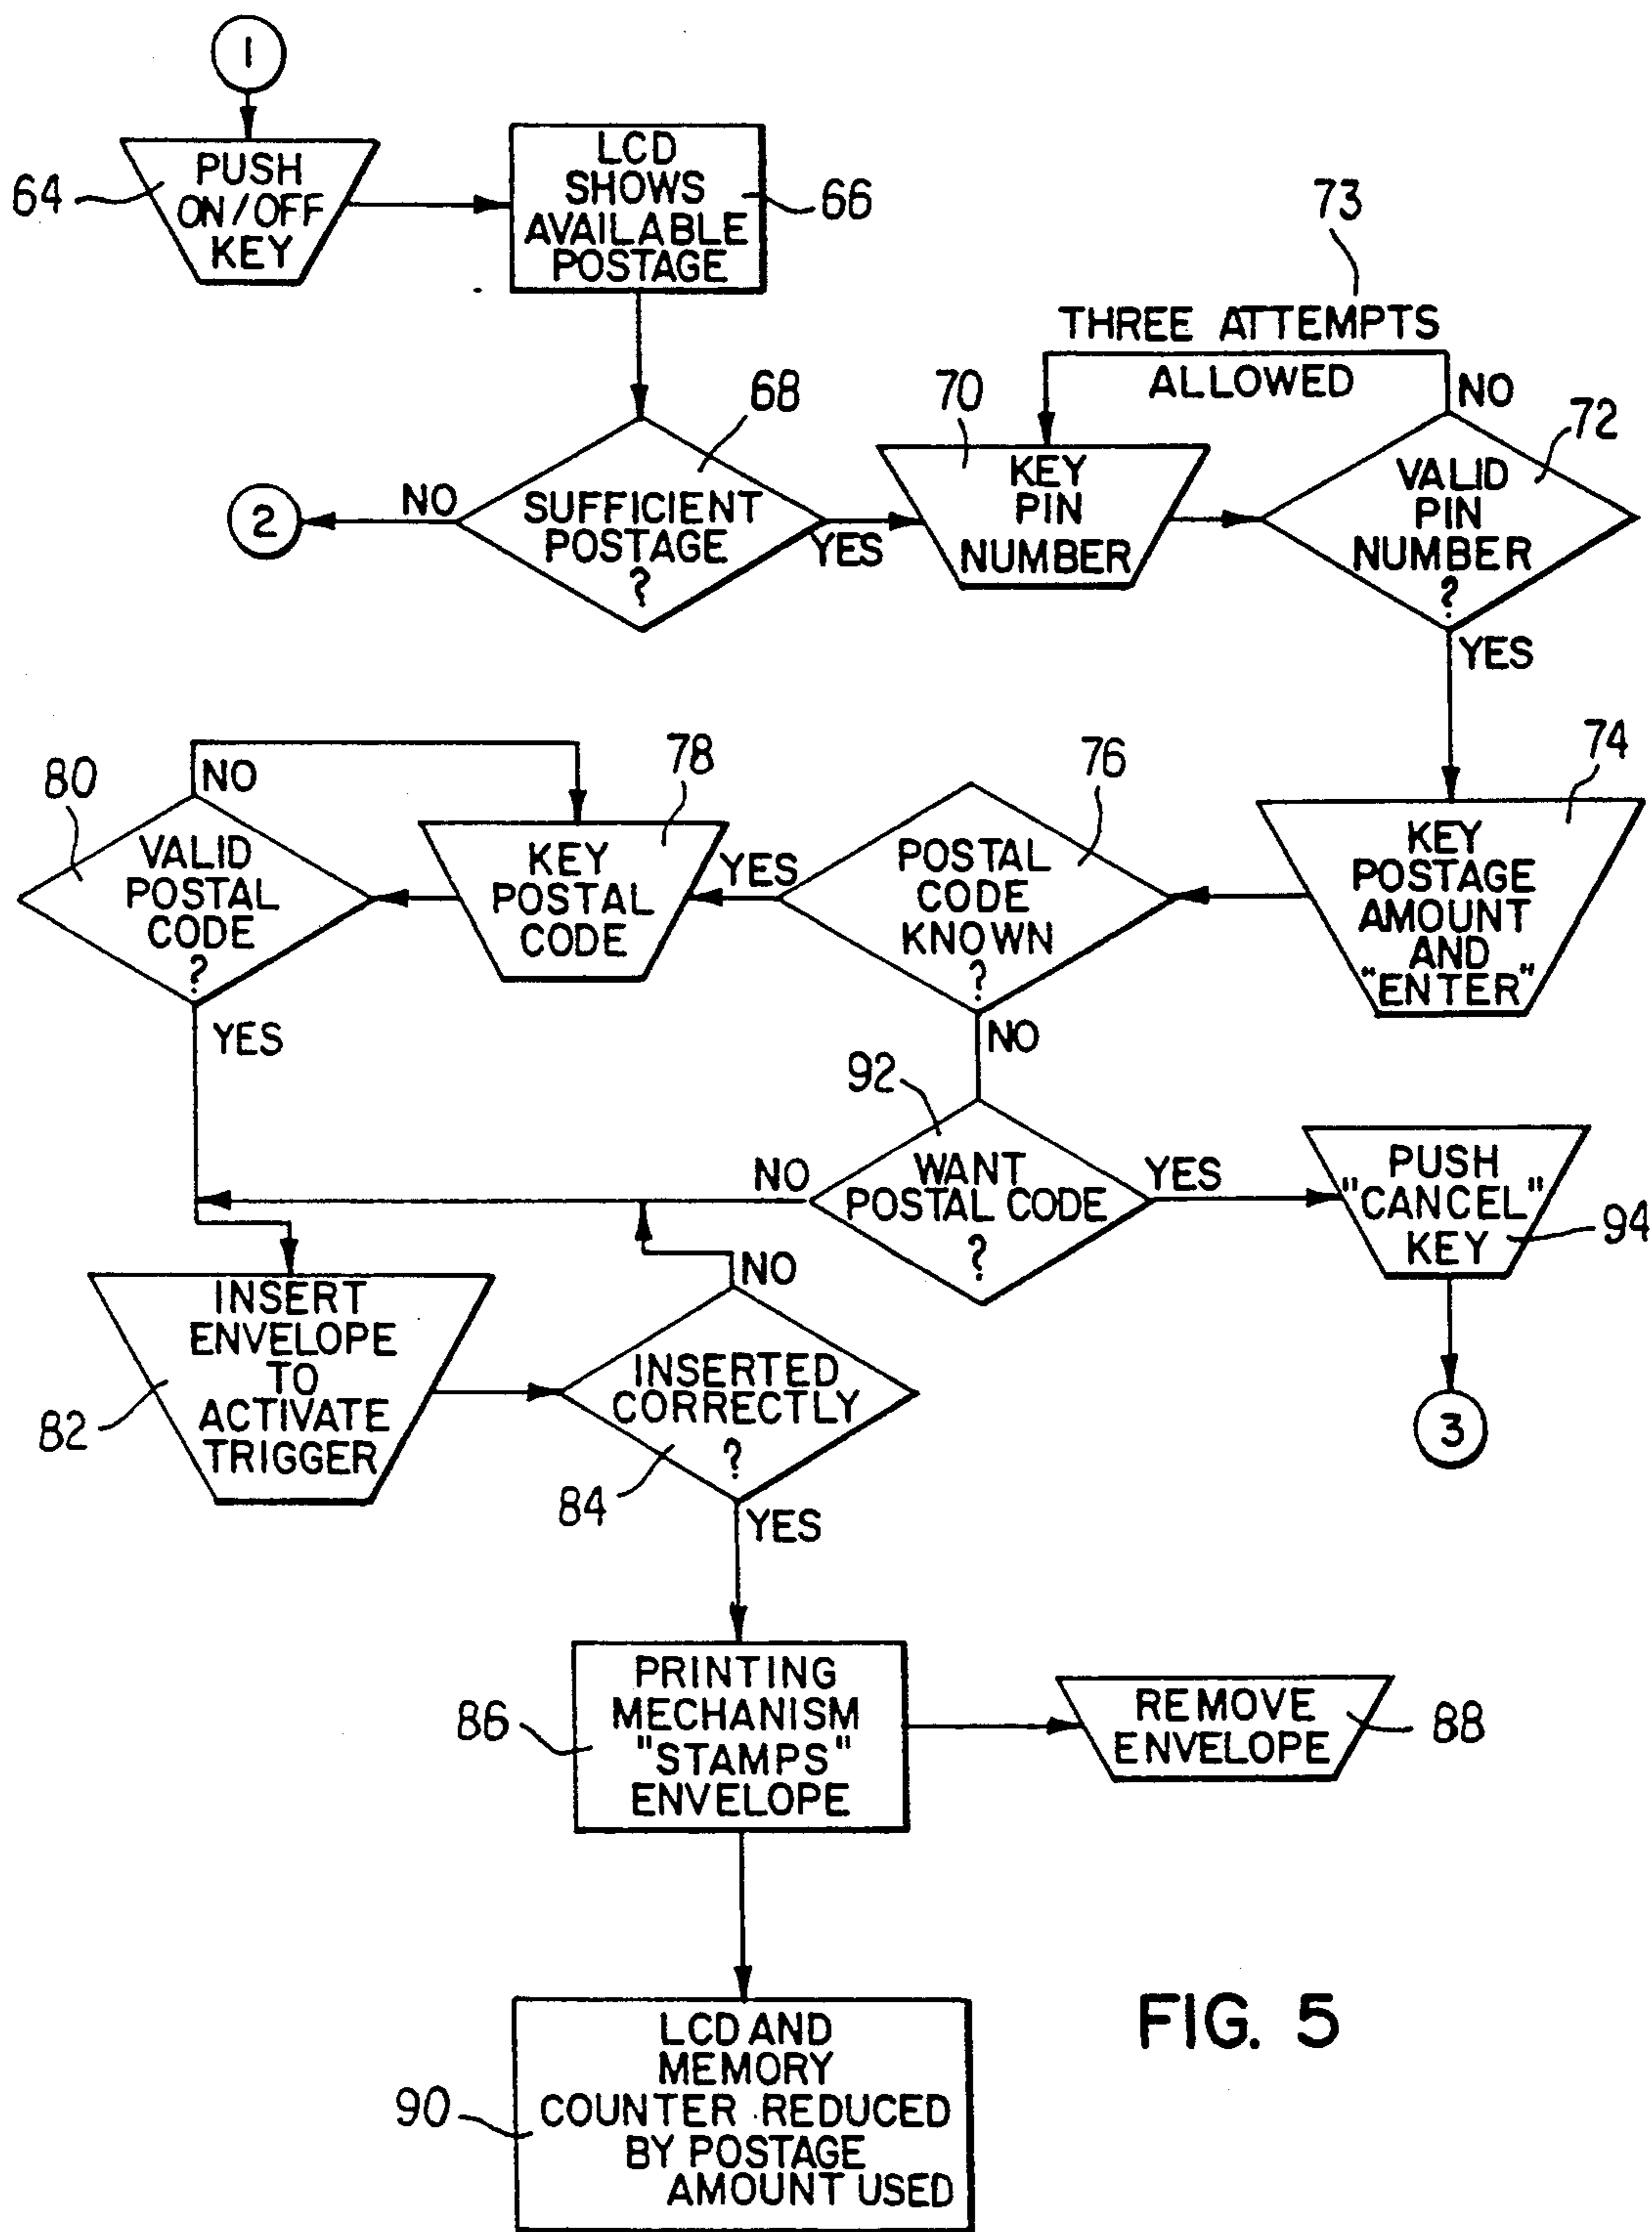 1
64
PUSH
ON/OFF
KEY
LCD
SHOWS
AVAILABLE
POSTAGE
66
73
THREE ATTEMPTS
ALLOWED
NO
68
SUFFICIENT
POSTAGE
?
NO
2
YES
70
KEY
PIN
NUMBER
72
VALID
PIN
NUMBER
?
YES
74
KEY
POSTAGE
AMOUNT
AND
"ENTER"
76
POSTAL
CODE
KNOWN
?
YES
NO
78
KEY
POSTAL
CODE
80
NO
VALID
POSTAL
CODE
?
YES
92
WANT
POSTAL CODE
?
NO
YES
PUSH
"CANCEL"
KEY
94
3
82
INSERT
ENVELOPE
TO
ACTIVATE
TRIGGER
NO
INSERTED
CORRECTLY
?
84
YES
86
PRINTING
MECHANISM
"STAMPS"
ENVELOPE
REMOVE
ENVELOPE
88
90
LCD AND
MEMORY
COUNTER REDUCED
BY POSTAGE
AMOUNT USED
FIG. 5